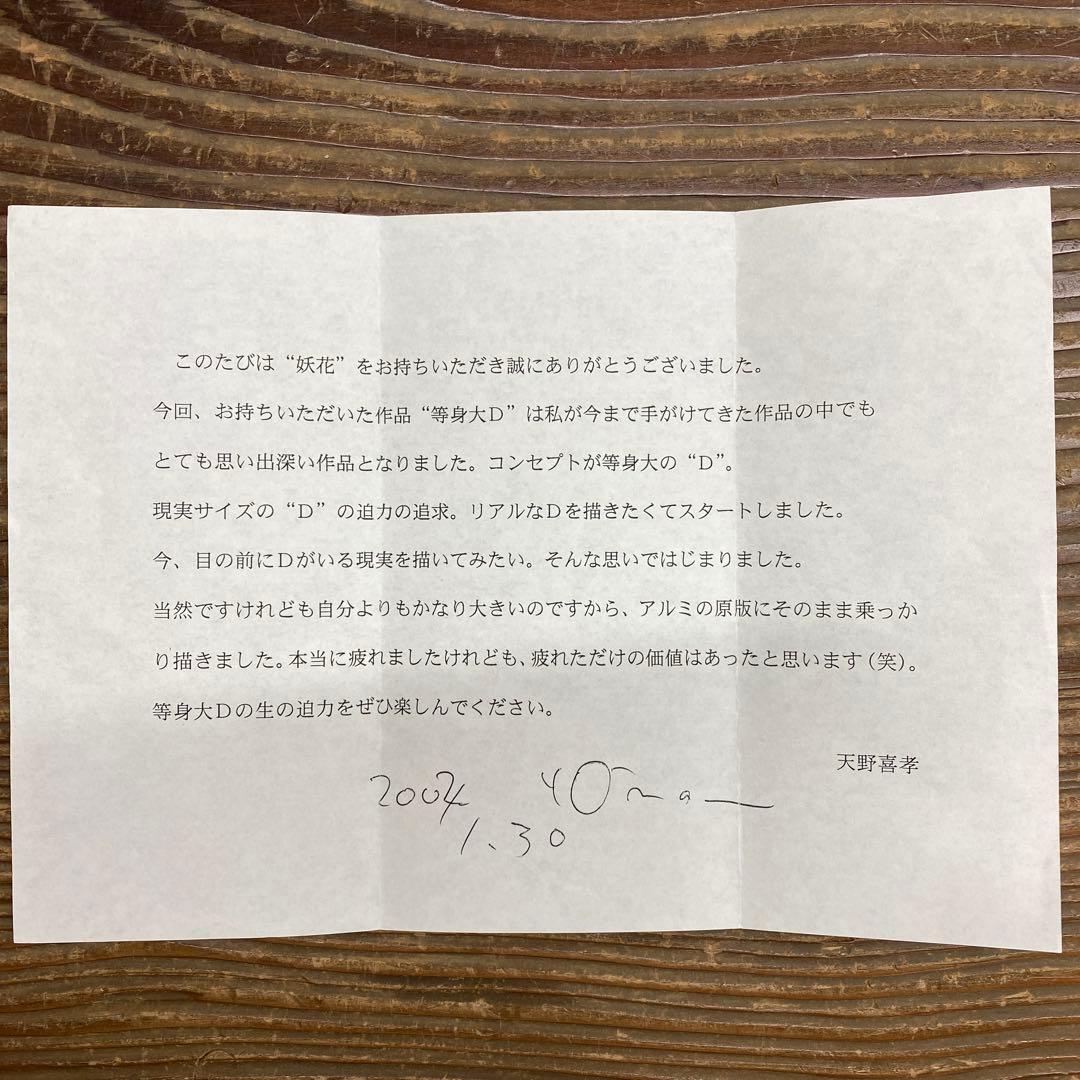 このたびは“妖花”をお持ちいただき誠にありがとうございました。
今回、お持ちいただいた作品“等身大D”は私が今まで手がけてきた作品の中でも
とても思い出深い作品となりました。コンセプトが等身大の“D”。
現実サイズの“D”の迫力の追求。リアルなDを描きたくてスタートしました。
今、目の前にDがいる現実を描いてみたい。そんな思いではじまりました。
当然ですけれども自分よりもかなり大きいのですから、アルミの原版にそのまま乗っか
り描きました。本当に疲れましたけれども、疲れただけの価値はあったと思います（笑）。
等身大Dの生の迫力をぜひ楽しんでください。
天野喜孝
2004
1.30